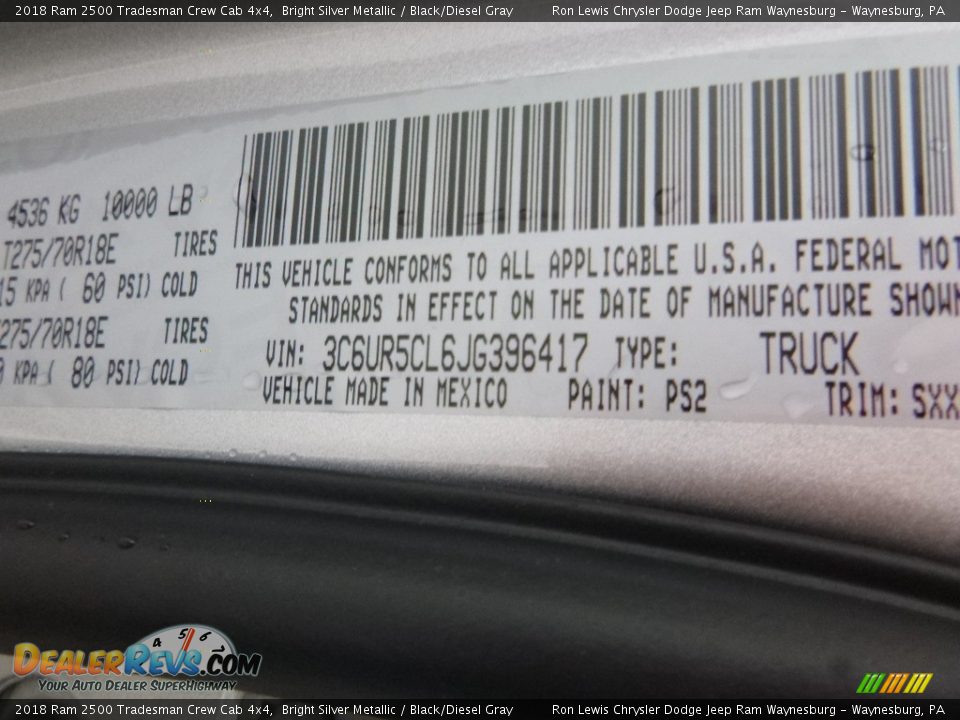 2018 Ram 2500 Tradesman Crew Cab 4x4, Bright Silver Metallic / Black/Diesel Gray Ron Lewis Chrysler Dodge Jeep Ram Waynesburg - Waynesburg, PA
4536 KG 10000 LB
T275/70R18E TIRES
15 KPA ( 60 PSI) COLD
275/70R18E TIRES
0 KPA ( 80 PSI) COLD
THIS VEHICLE CONFORMS TO ALL APPLICABLE U.S.A. FEDERAL MOT
STANDARDS IN EFFECT ON THE DATE OF MANUFACTURE SHOWN
VIN: 3C6UR5CL6JG396417 TYPE: TRUCK
VEHICLE MADE IN MEXICO PAINT: PS2 TRIM: SXX
4 5 6
DealerRevs.com
Your Auto Dealer SuperHighway
2018 Ram 2500 Tradesman Crew Cab 4x4, Bright Silver Metallic / Black/Diesel Gray Ron Lewis Chrysler Dodge Jeep Ram Waynesburg - Waynesburg, PA